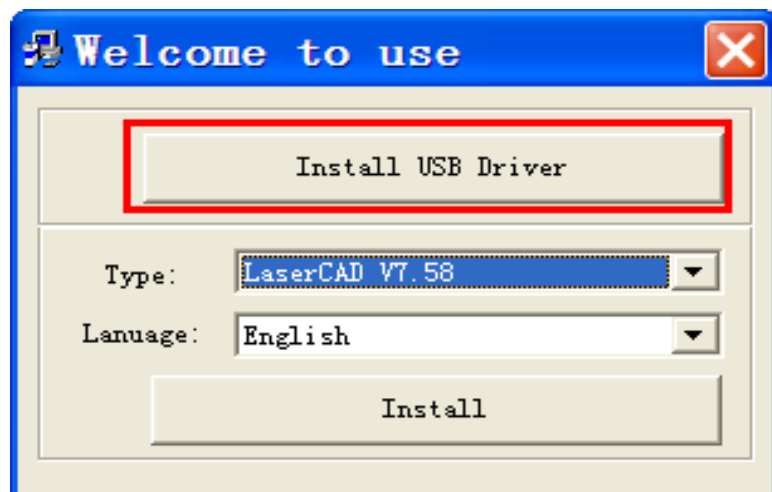 Welcome to use
Install USB Driver
Type: LaserCAD V7.58
Lanuage: English
Install